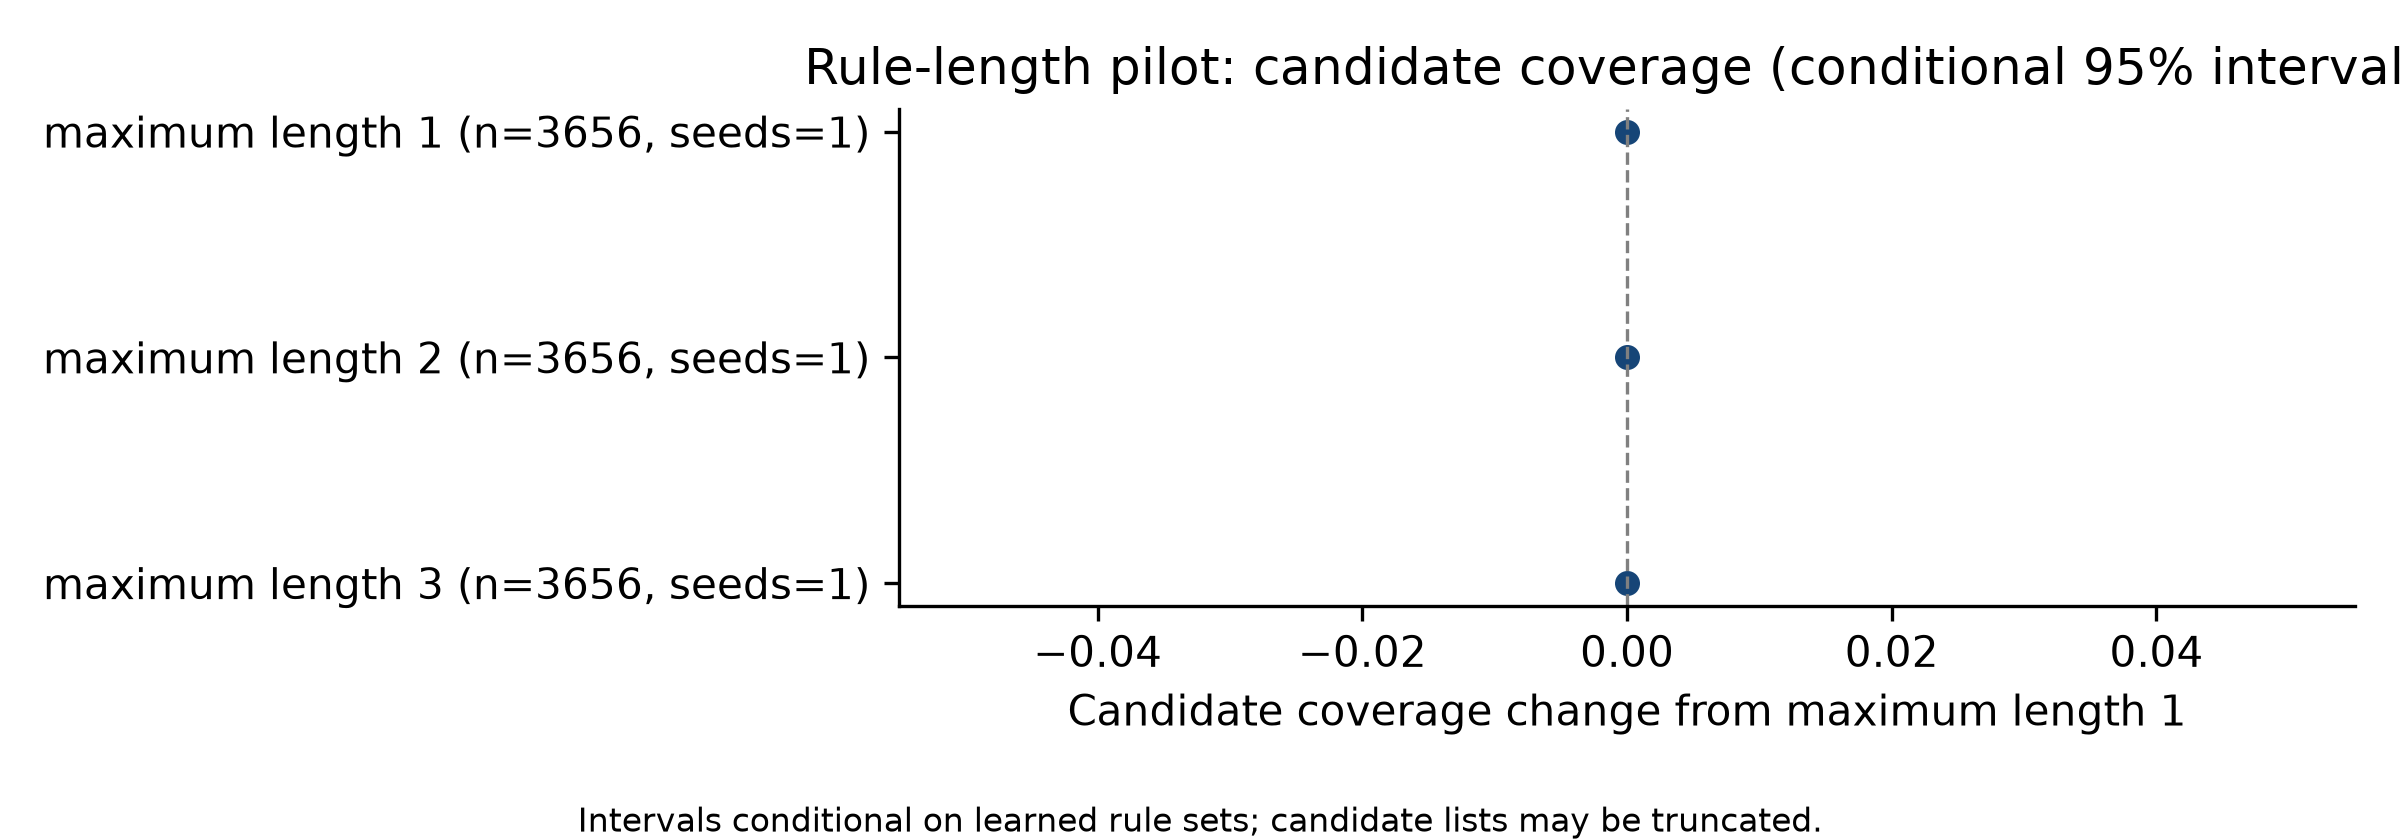 Rule-length pilot: candidate coverage (conditional 95% interval
maximum length 1 (n=3656, seeds=1)
maximum length 2 (n=3656, seeds=1)
maximum length 3 (n=3656, seeds=1)
−0.04 −0.02 0.00 0.02 0.04
Candidate coverage change from maximum length 1
Intervals conditional on learned rule sets; candidate lists may be truncated.